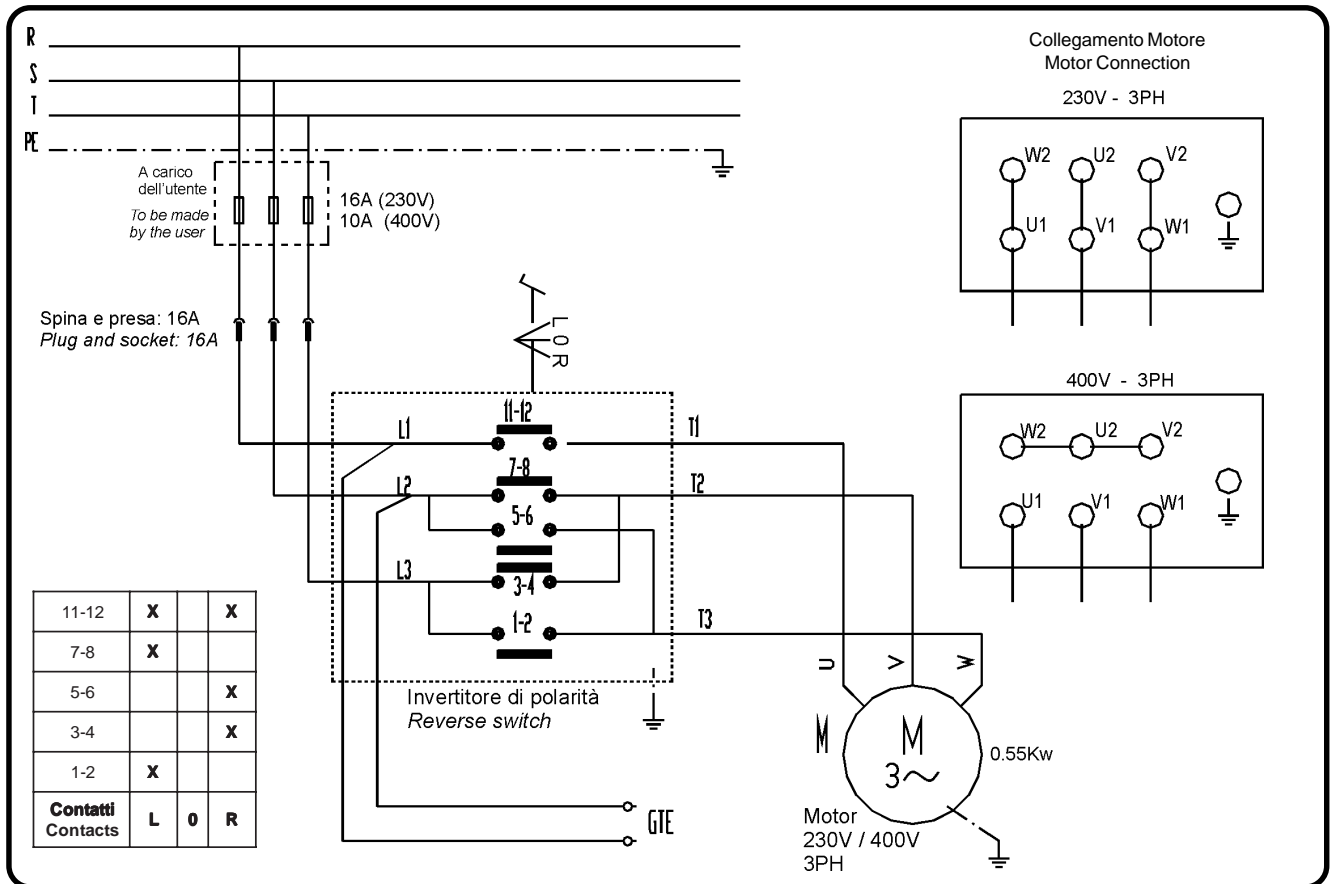 R
S
T
PE
A carico
dell'utente
To be made
by the user
16A (230V)
10A (400V)
Spina e presa: 16A
Plug and socket: 16A
L O R
L1
L2
L3
11-12
7-8
5-6
3-4
1-2
T1
T2
T3
Invertitore di polarità
Reverse switch
GTE
U
V
W
M
M
3~
0.55Kw
Motor
230V / 400V
3PH
11-12 X X
7-8 X
5-6 X
3-4 X
1-2 X
Contatti
Contacts L 0 R
Collegamento Motore
Motor Connection
230V - 3PH
W2 U2 V2
U1 V1 W1
400V - 3PH
W2 U2 V2
U1 V1 W1